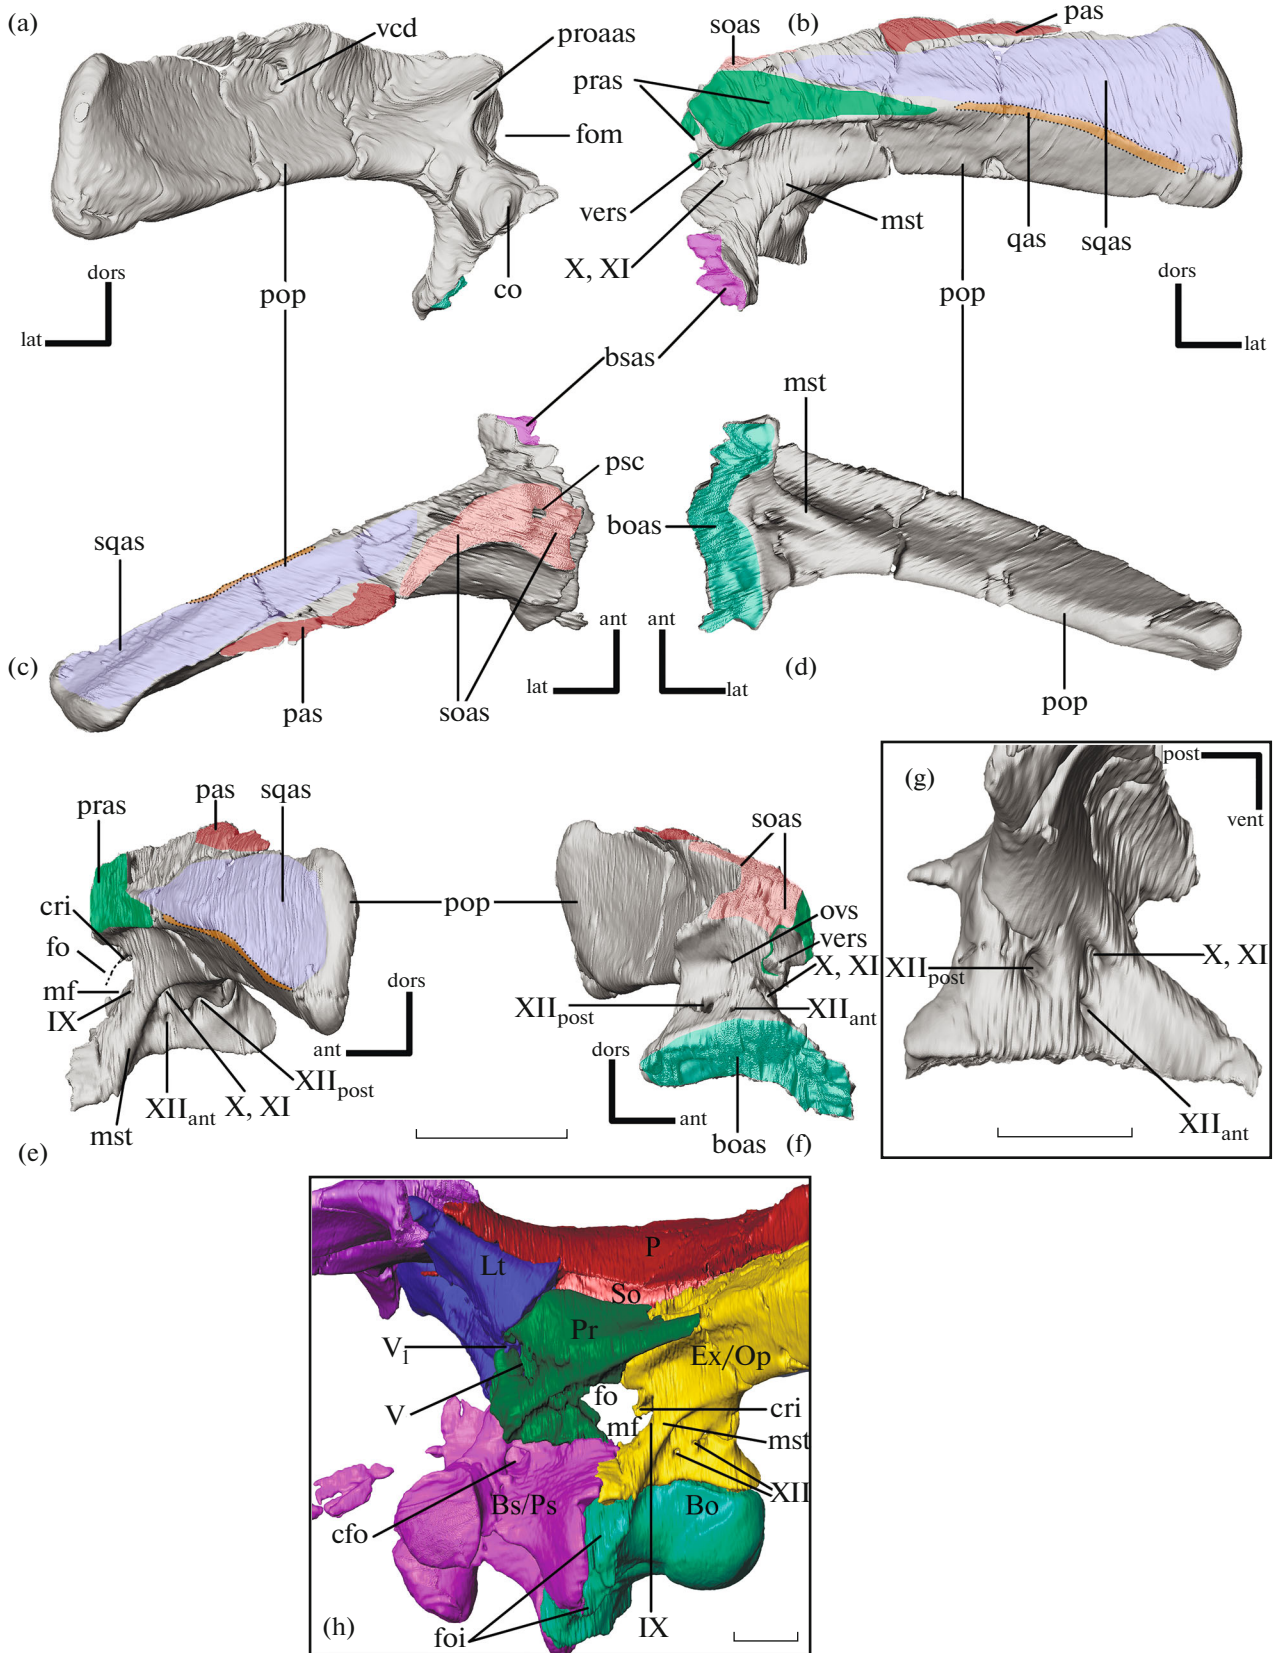 (a)
vcd
proaas
fom
pop
co
dors
lat
soas
(b)
pas
pras
vers
X, XI
mst
qas
sqas
pop
dors
lat
bsas
psc
sqas
(c)
pas
soas
ant
lat
mst
boas
ant
lat
(d)
pop
pras
pas
sqas
cri
fo
mf
IX
mst
XIIant
X, XI
XIIpost
dors
ant
(e)
pop
soas
ovs
vers
X, XI
XIIpost
XIIant
dors
ant
boas
(f)
(g)
post
vent
XIIpost
X, XI
XIIant
Lt
P
So
Pr
V1
Ex/Op
V
fo
cri
mf
mst
XII
Bs/Ps
Bo
cfo
foi
IX
(h)